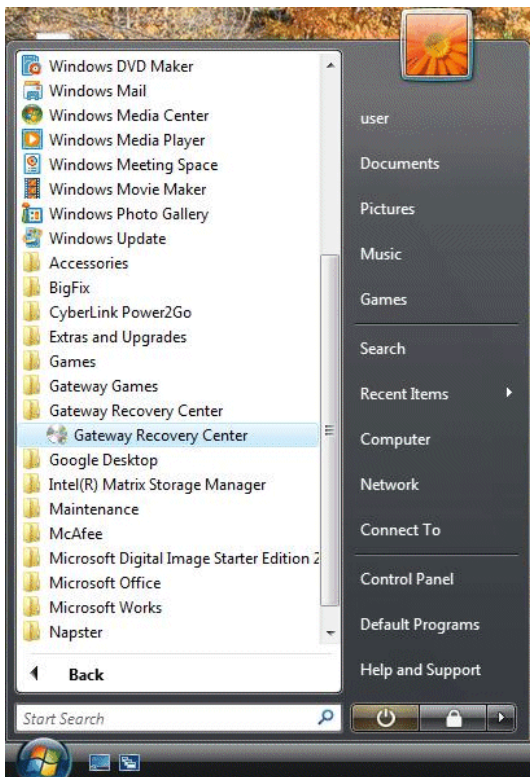 Windows DVD Maker
Windows Mail
Windows Media Center
Windows Media Player
Windows Meeting Space
Windows Movie Maker
Windows Photo Gallery
Windows Update
Accessories
BigFix
CyberLink Power2Go
Extras and Upgrades
Games
Gateway Games
Gateway Recovery Center
Gateway Recovery Center
Google Desktop
Intel(R) Matrix Storage Manager
Maintenance
McAfee
Microsoft Digital Image Starter Edition 2
Microsoft Office
Microsoft Works
Napster
Back
Start Search
user
Documents
Pictures
Music
Games
Search
Recent Items
Computer
Network
Connect To
Control Panel
Default Programs
Help and Support